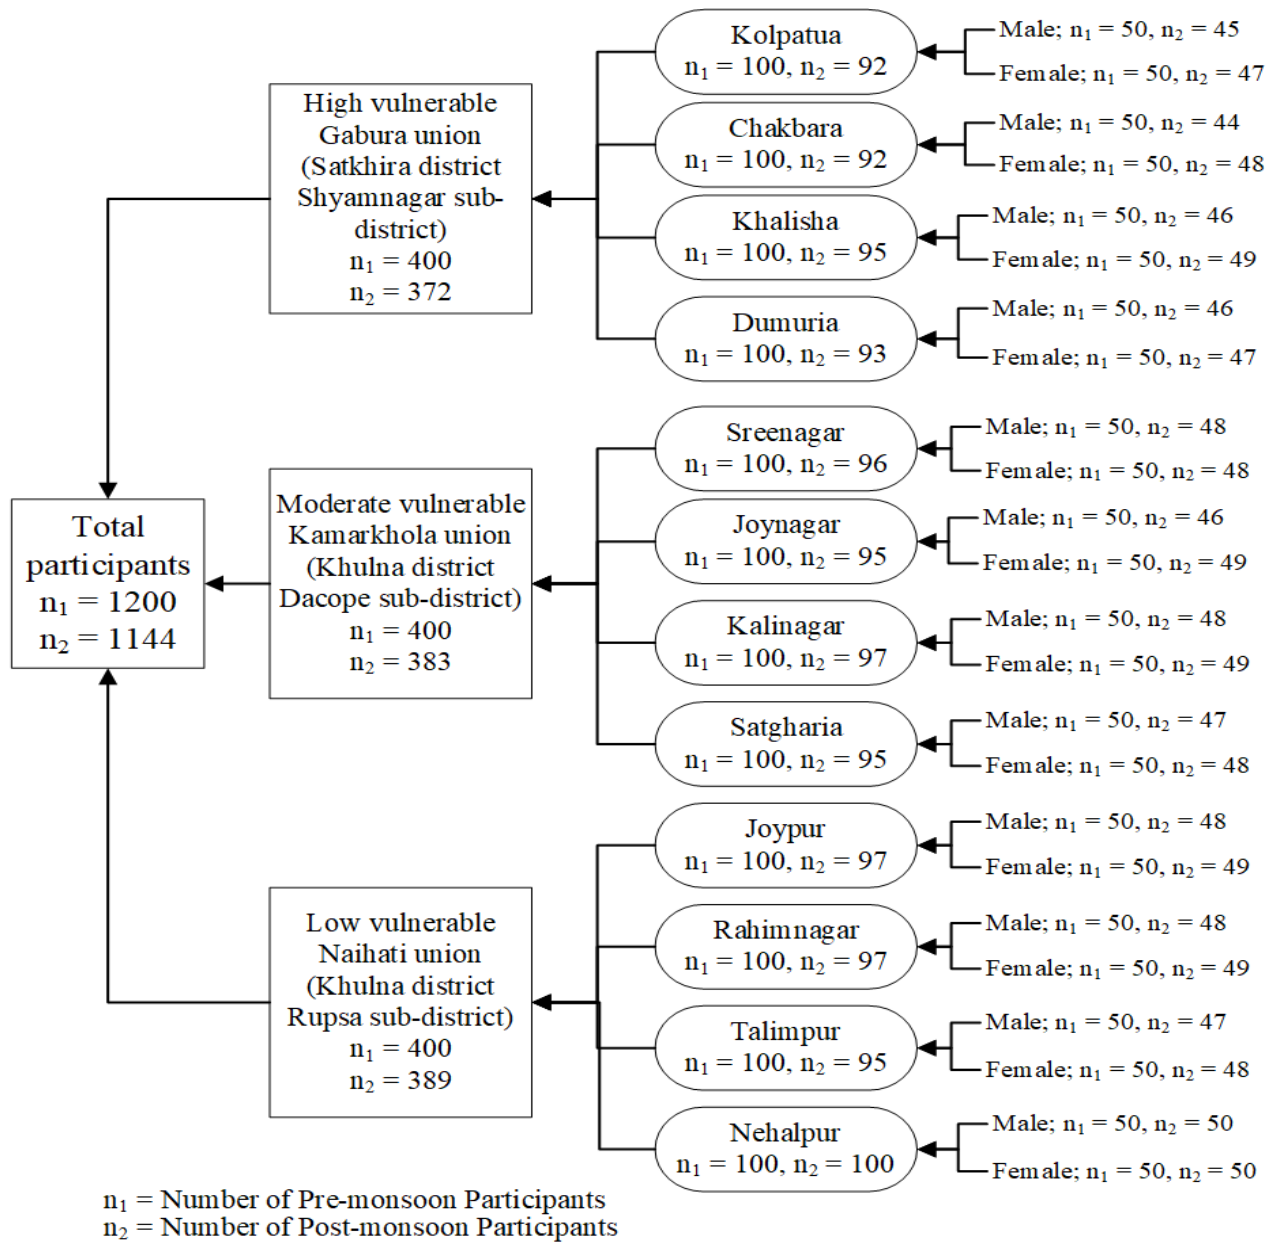 Total
participants
n₁ = 1200
n₂ = 1144
High vulnerable
Gabura union
(Satkhira district
Shyamnagar sub-
district)
n₁ = 400
n₂ = 372
Kolpatua
n₁ = 100, n₂ = 92
Male; n₁ = 50, n₂ = 45
Female; n₁ = 50, n₂ = 47
Chakbara
n₁ = 100, n₂ = 92
Male; n₁ = 50, n₂ = 44
Female; n₁ = 50, n₂ = 48
Khalisha
n₁ = 100, n₂ = 95
Male; n₁ = 50, n₂ = 46
Female; n₁ = 50, n₂ = 49
Dumuria
n₁ = 100, n₂ = 93
Male; n₁ = 50, n₂ = 46
Female; n₁ = 50, n₂ = 47
Moderate vulnerable
Kamarkhola union
(Khulna district
Dacope sub-district)
n₁ = 400
n₂ = 383
Sreenagar
n₁ = 100, n₂ = 96
Male; n₁ = 50, n₂ = 48
Female; n₁ = 50, n₂ = 48
Joynagar
n₁ = 100, n₂ = 95
Male; n₁ = 50, n₂ = 46
Female; n₁ = 50, n₂ = 49
Kalinagar
n₁ = 100, n₂ = 97
Male; n₁ = 50, n₂ = 48
Female; n₁ = 50, n₂ = 49
Satgharia
n₁ = 100, n₂ = 95
Male; n₁ = 50, n₂ = 47
Female; n₁ = 50, n₂ = 48
Low vulnerable
Naihati union
(Khulna district
Rupsa sub-district)
n₁ = 400
n₂ = 389
Joypur
n₁ = 100, n₂ = 97
Male; n₁ = 50, n₂ = 48
Female; n₁ = 50, n₂ = 49
Rahimnagar
n₁ = 100, n₂ = 97
Male; n₁ = 50, n₂ = 48
Female; n₁ = 50, n₂ = 49
Talimpur
n₁ = 100, n₂ = 95
Male; n₁ = 50, n₂ = 47
Female; n₁ = 50, n₂ = 48
Nehalpur
n₁ = 100, n₂ = 100
Male; n₁ = 50, n₂ = 50
Female; n₁ = 50, n₂ = 50
n₁ = Number of Pre-monsoon Participants
n₂ = Number of Post-monsoon Participants